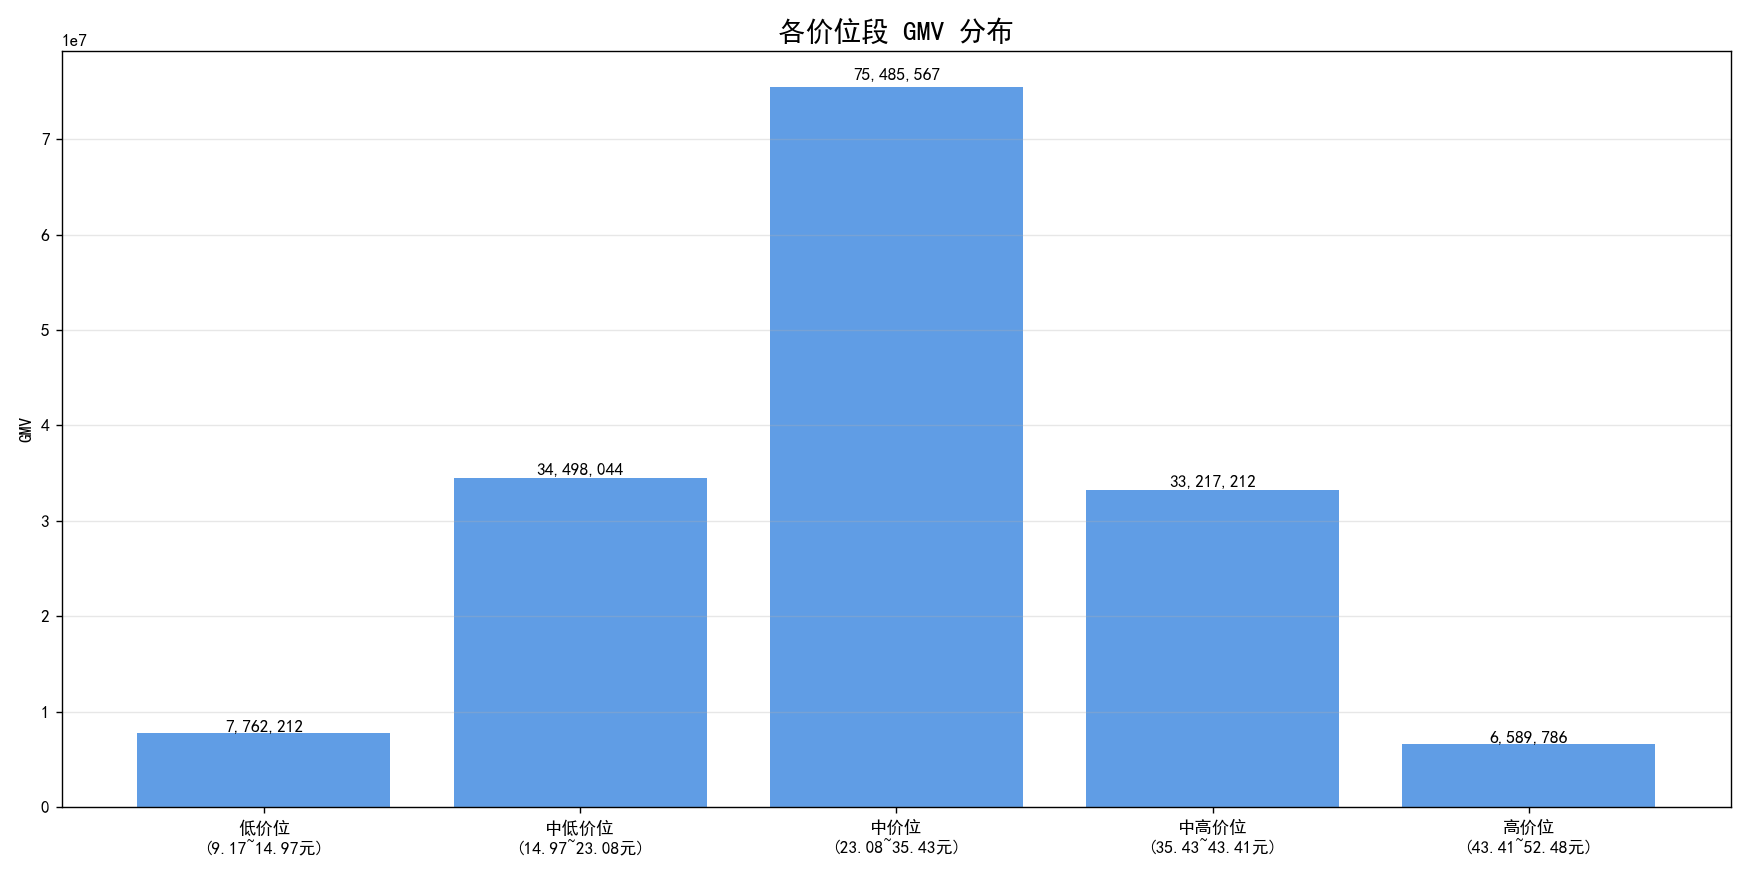 各价位段 GMV 分布
1e7
75,485,567
7
6
5
GMV
4
34,498,044
33,217,212
3
2
1
7,762,212
6,589,786
0
低价位
(9.17~14.97元)
中低价位
(14.97~23.08元)
中价位
(23.08~35.43元)
中高价位
(35.43~43.41元)
高价位
(43.41~52.48元)